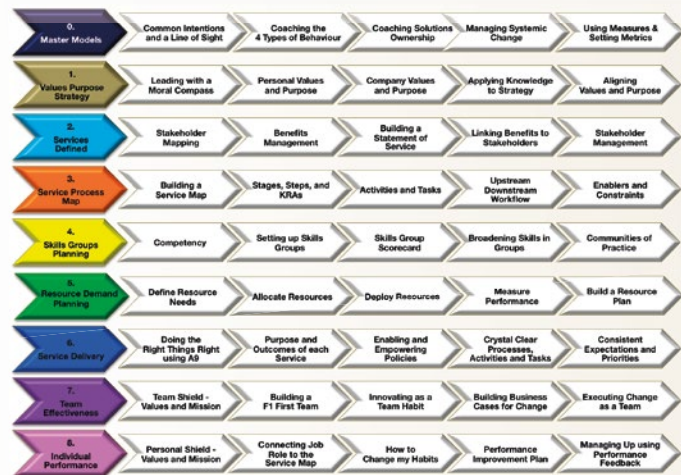 0.
Master Models
Common Intentions
and a Line of Sight
Coaching the
4 Types of Behaviour
Coaching Solutions
Ownership
Managing Systemic
Change
Using Measures &
Setting Metrics
1.
Values Purpose
Strategy
Leading with a
Moral Compass
Personal Values
and Purpose
Company Values
and Purpose
Applying Knowledge
to Strategy
Aligning
Values and Purpose
2.
Services
Defined
Stakeholder
Mapping
Benefits
Management
Building a
Statement of
Service
Linking Benefits to
Stakeholders
Stakeholder
Management
3.
Service Process
Map
Building a
Service Map
Stages, Steps, and
KRAs
Activities and Tasks
Upstream
Downstream
Workflow
Enablers and
Constraints
4.
Skills Groups
Planning
Competency
Setting up Skills
Groups
Skills Group
Scorecard
Broadening Skills in
Groups
Communities of
Practice
5.
Resource Demand
Planning
Define Resource
Needs
Allocate Resources
Deploy Resources
Measure
Performance
Build a Resource
Plan
6.
Service Delivery
Doing the
Right Things Right
using A9
Purpose and
Outcomes of each
Service
Enabling and
Empowering
Policies
Crystal Clear
Processes,
Activities and Tasks
Consistent
Expectations and
Priorities
7.
Team
Effectiveness
Team Shield -
Values and Mission
Building a
F1 First Team
Innovating as a
Team Habit
Building Business
Cases for Change
Executing Change
as a Team
8.
Individual
Performance
Personal Shield -
Values and Mission
Connecting Job
Role to the
Service Map
How to
Change my Habits
Performance
Improvement Plan
Managing Up using
Performance
Feedback